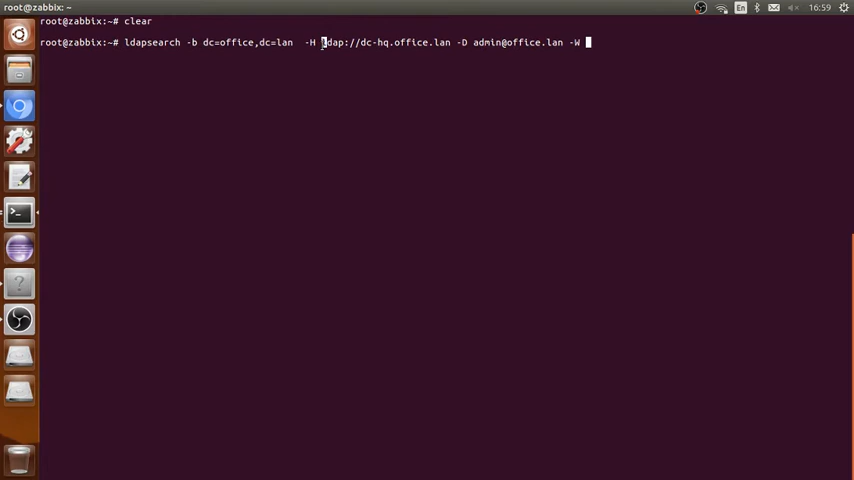 root@zabbix: ~
En
16:59
root@zabbix:~# clear
root@zabbix:~# ldapsearch -b dc=office,dc=lan  -H ldap://dc-hq.office.lan -D admin@office.lan -W